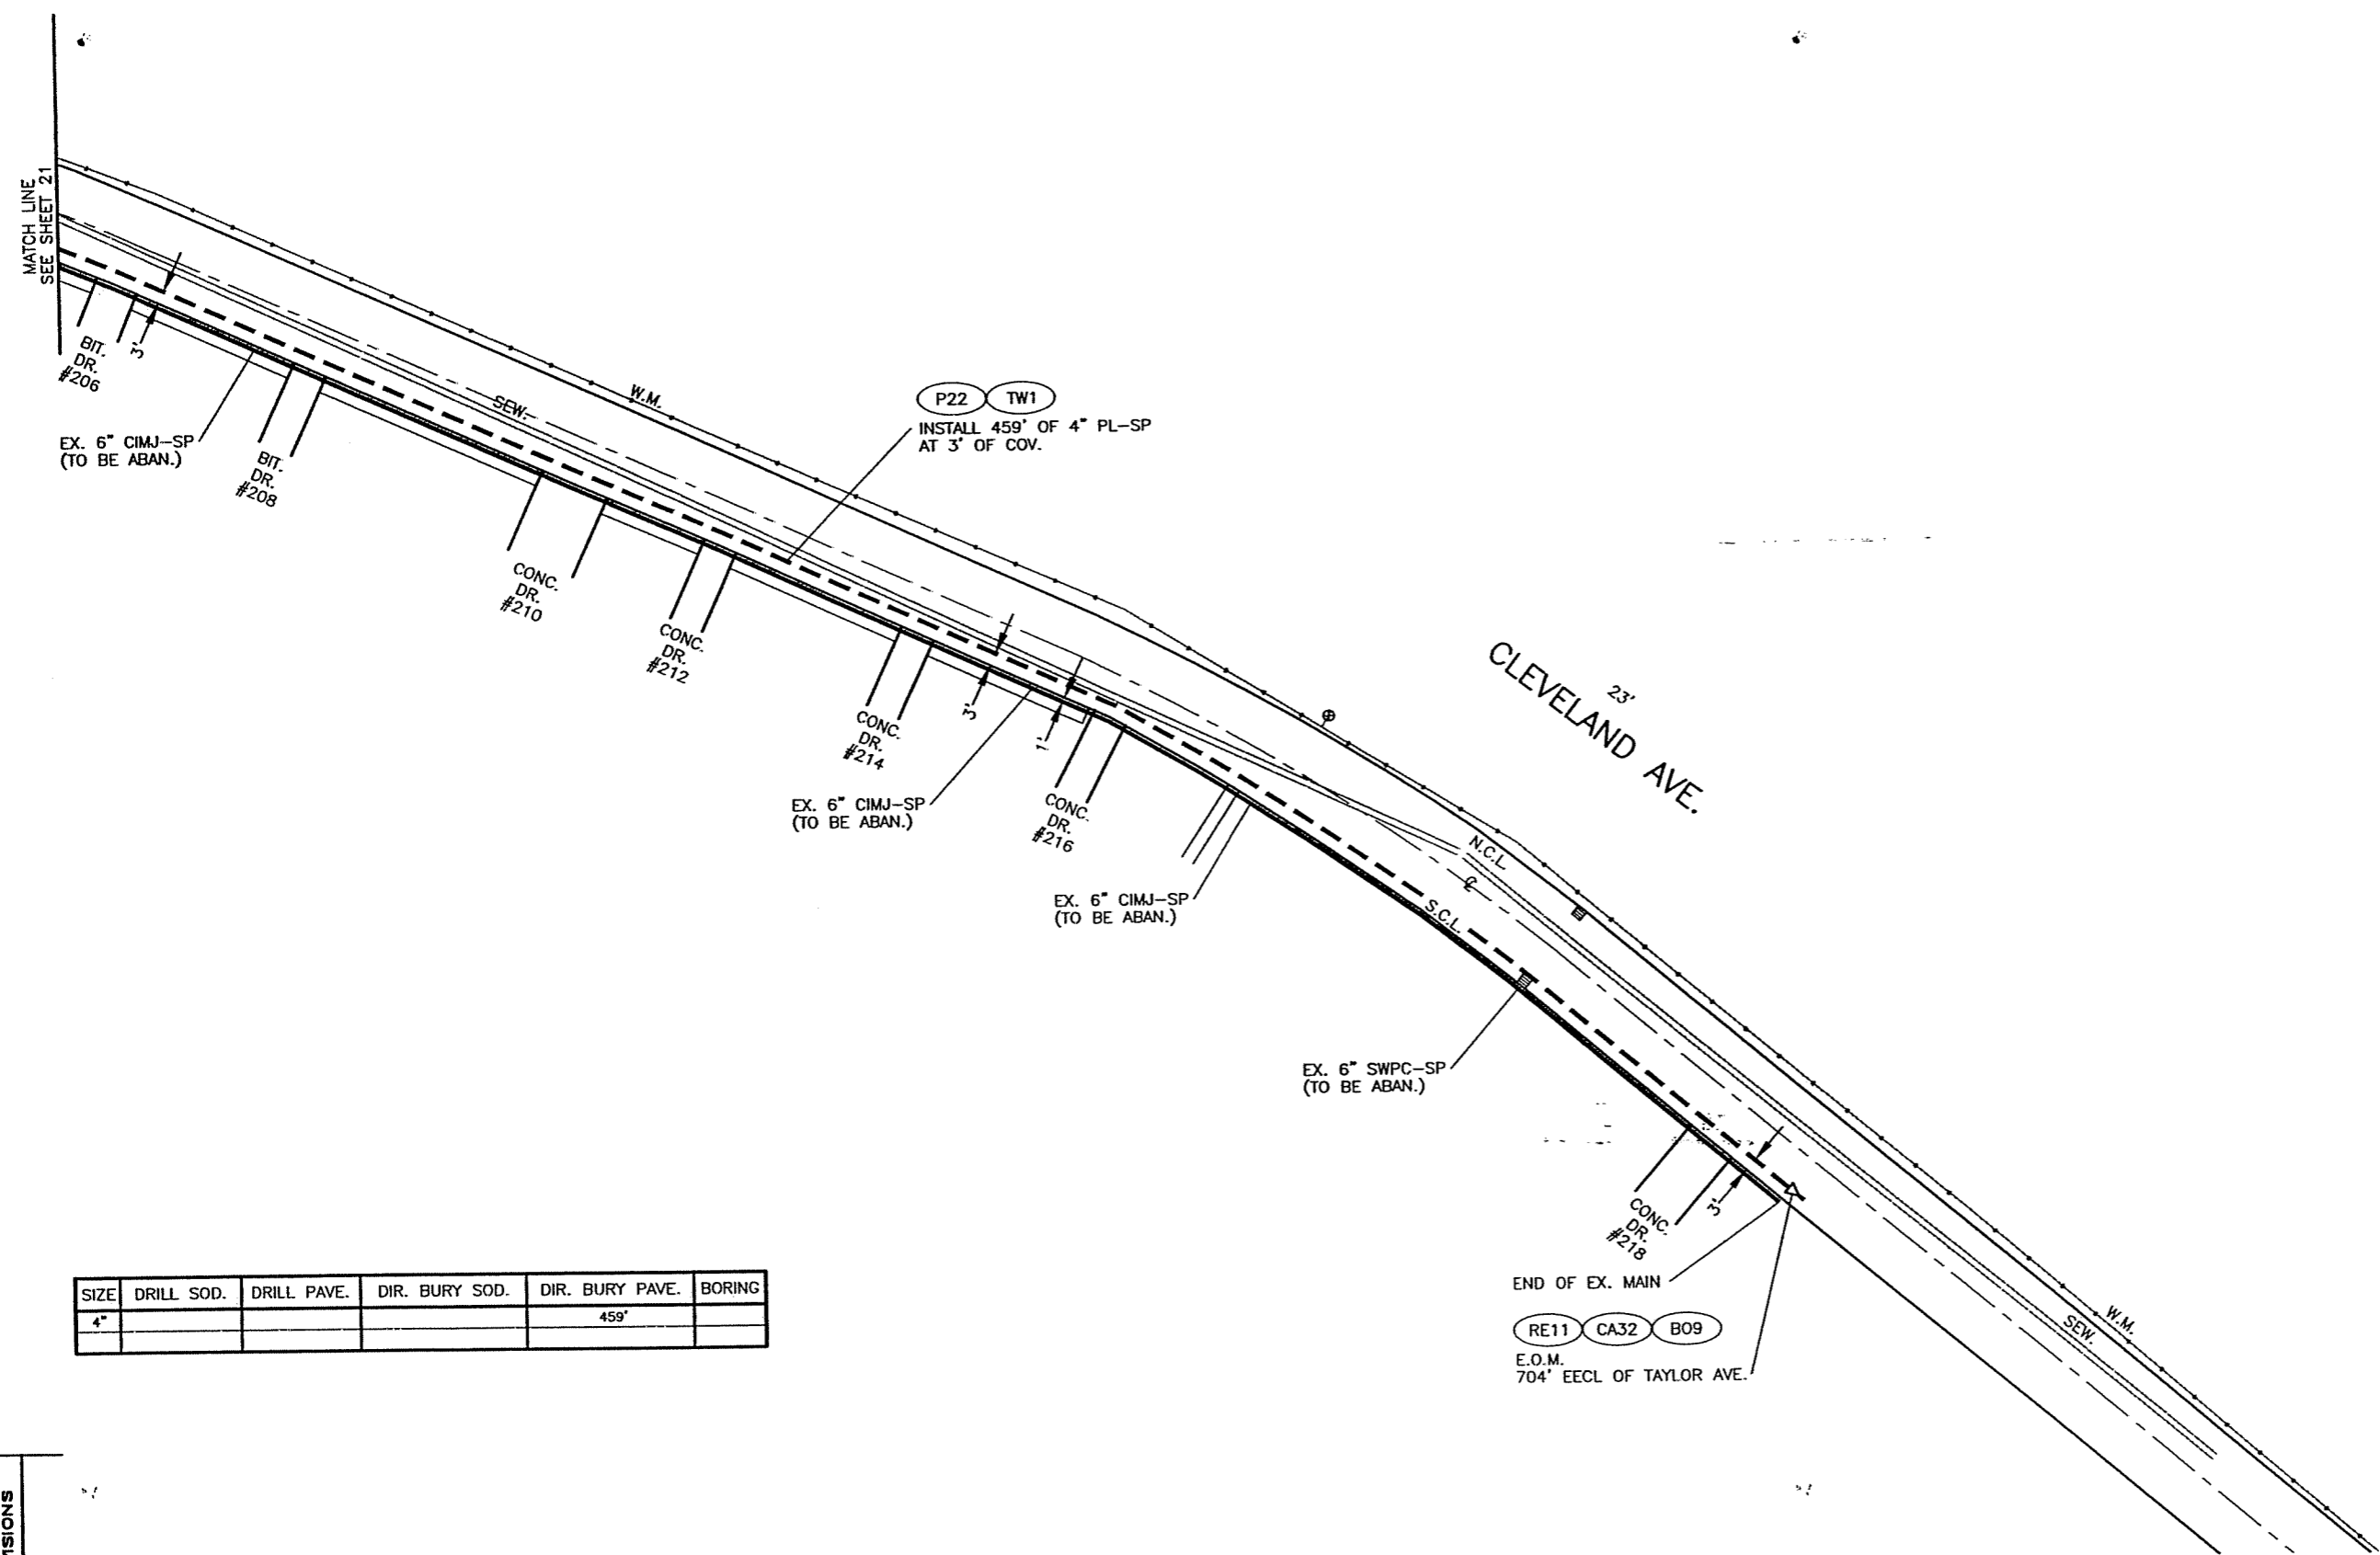 MATCH LINE
SEE SHEET 21
BIT.
DR.
#206
3'
EX. 6" CIMJ-SP
(TO BE ABAN.)
BIT.
DR.
#208
SEW.
W.M.
P22 TW1
INSTALL 459' OF 4" PL-SP
AT 3' OF COV.
CONC.
DR.
#210
CONC.
DR.
#212
CONC.
DR.
#214
3'
1'
EX. 6" CIMJ-SP
(TO BE ABAN.)
CONC.
DR.
#216
EX. 6" CIMJ-SP
(TO BE ABAN.)
23'
CLEVELAND AVE.
N.C.L.
S.C.L.
EX. 6" SWPC-SP
(TO BE ABAN.)
CONC.
DR.
#218
3'
END OF EX. MAIN
RE11 CA32 B09
E.O.M.
704' EECL OF TAYLOR AVE.
W.M.
SEW.
SIZE DRILL SOD. DRILL PAVE. DIR. BURY SOD. DIR. BURY PAVE. BORING
4" 459'